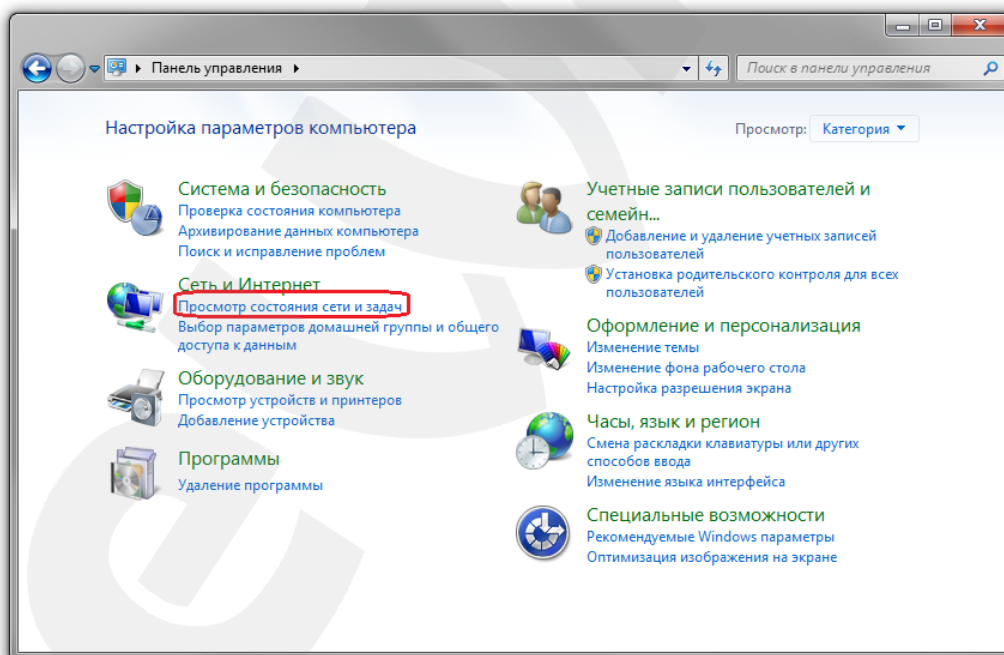 Панель управления
Поиск в панели управления
Настройка параметров компьютера
Просмотр: Категория
Система и безопасность
Проверка состояния компьютера
Архивирование данных компьютера
Поиск и исправление проблем
Сеть и Интернет
Просмотр состояния сети и задач
Выбор параметров домашней группы и общего
доступа к данным
Оборудование и звук
Просмотр устройств и принтеров
Добавление устройства
Программы
Удаление программы
Учетные записи пользователей и
семейн...
Добавление и удаление учетных записей
пользователей
Установка родительского контроля для всех
пользователей
Оформление и персонализация
Изменение темы
Изменение фона рабочего стола
Настройка разрешения экрана
Часы, язык и регион
Смена раскладки клавиатуры или других
способов ввода
Изменение языка интерфейса
Специальные возможности
Рекомендуемые Windows параметры
Оптимизация изображения на экране